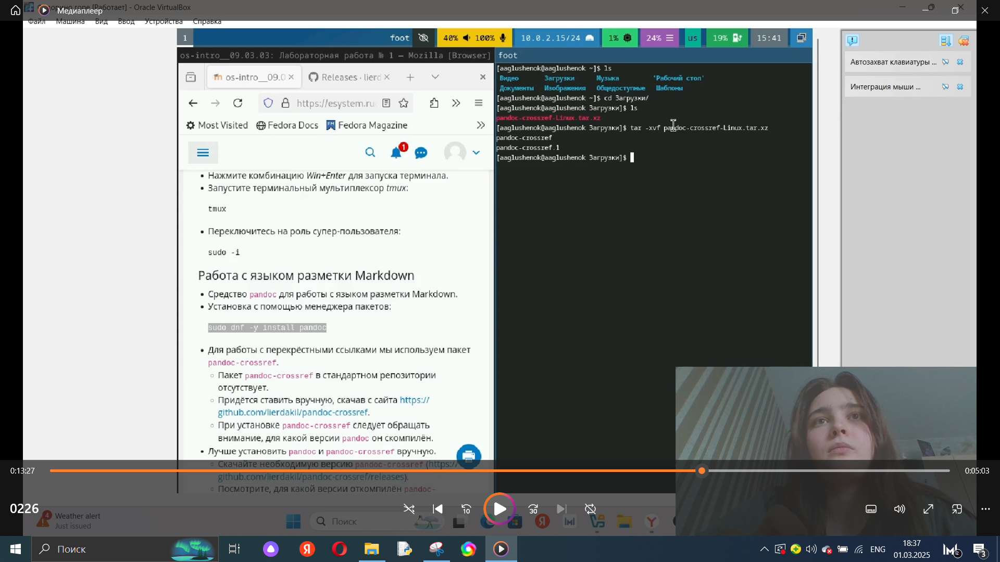 [Работает] - Oracle VirtualBox
Медиаплеер
Файл Машина Вид Ввод Устройства Справка
1 foot 40% 100% 10.0.2.15/24 1% 24% us 19% 15:41
os-intro__09.03.03: Лабораторная работа № 1 — Mozilla [Browser]
foot
os-intro__09.0
Releases · lierd
https://esystem.ru
Most Visited Fedora Docs Fedora Magazine
1
Нажмите комбинацию Win+Enter для запуска терминала.
Запустите терминальный мультиплексор tmux:
tmux
Переключитесь на роль супер-пользователя:
sudo -i
Работа с языком разметки Markdown
Средство pandoc для работы с языком разметки Markdown.
Установка с помощью менеджера пакетов:
sudo dnf -y install pandoc
Для работы с перекрёстными ссылками мы используем пакет
pandoc-crossref.
Пакет pandoc-crossref в стандартном репозитории
отсутствует.
Придётся ставить вручную, скачав с сайта https://
github.com/lierdakil/pandoc-crossref.
При установке pandoc-crossref следует обращать
внимание, для какой версии pandoc он скомпилён.
Лучше установить pandoc и pandoc-crossref вручную.
Скачайте необходимую версию pandoc-crossref (https://
github.com/lierdakil/pandoc-crossref/releases).
Посмотрите, для какой версии откомпилён pandoc-
[aaglushenok@aaglushenok ~]$ ls
Видео Загрузки Музыка 'Рабочий стол'
Документы Изображения Общедоступные Шаблоны
[aaglushenok@aaglushenok ~]$ cd Загрузки/
[aaglushenok@aaglushenok Загрузки]$ ls
pandoc-crossref-Linux.tar.xz
[aaglushenok@aaglushenok Загрузки]$ tar -xvf pandoc-crossref-Linux.tar.xz
pandoc-crossref
pandoc-crossref.1
[aaglushenok@aaglushenok Загрузки]$
Автозахват клавиатуры ...
Интеграция мыши ...
0:13:27
0:05:03
0226
10
30
4
Weather alert
Just issued
Поиск
Поиск
ENG
18:37
01.03.2025
2
3